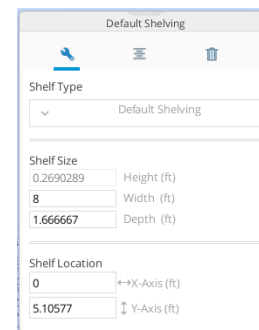 Default Shelving
Shelf Type
Default Shelving
Shelf Size
0.2690289 Height (ft)
8 Width (ft)
1.666667 Depth (ft)
Shelf Location
0 ↔X-Axis (ft)
5.10577 ↕ Y-Axis (ft)